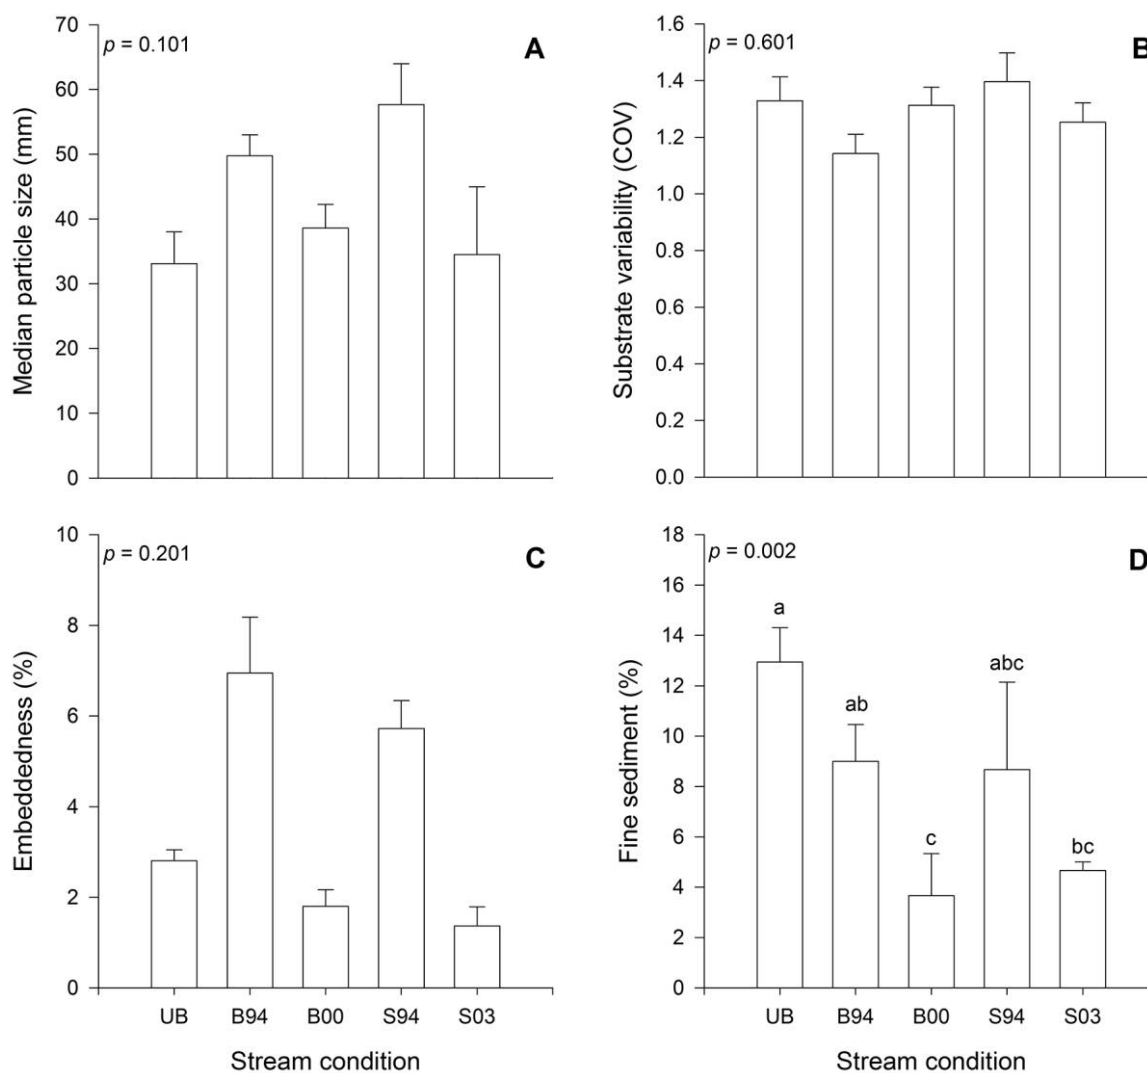 p = 0.101
A
Median particle size (mm)
70
60
50
40
30
20
10
0
p = 0.601
B
Substrate variability (COV)
1.6
1.4
1.2
1.0
0.8
0.6
0.4
0.2
0.0
p = 0.201
C
Embeddedness (%)
10
8
6
4
2
0
UB B94 B00 S94 S03
Stream condition
p = 0.002
D
Fine sediment (%)
18
16
14
12
10
8
6
4
2
0
a
ab
c
abc
bc
UB B94 B00 S94 S03
Stream condition